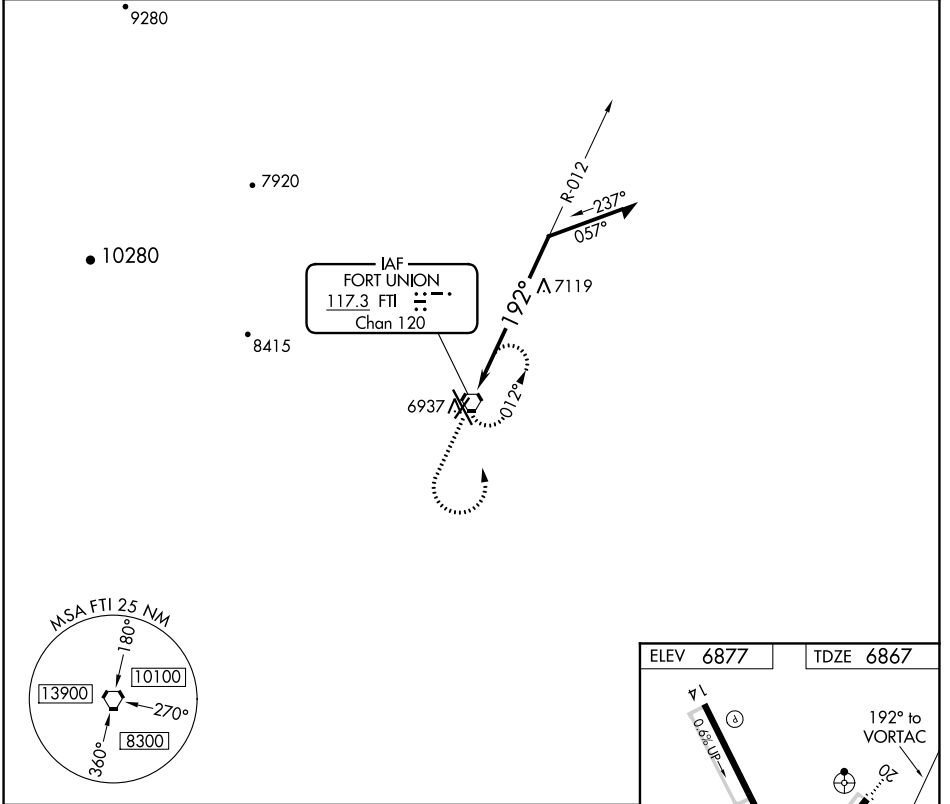 9280
7920
R-012
237°
057°
10280
IAF
FORT UNION
117.3 FTI
Chan 120
192°
7119
8415
6937
012°
MSA FTI 25 NM
180°
10100
13900
270°
8300
360°
ELEV 6877
TDZE 6867
14
P
0.6% UP
192° to
VORTAC
20